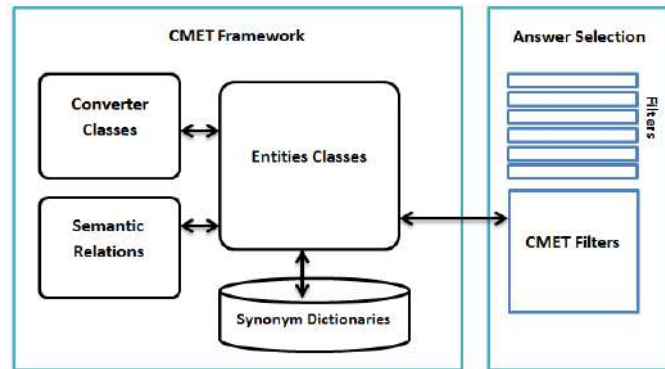 CMET Framework
Converter
Classes
Entities Classes
Semantic
Relations
Synonym Dictionaries
Answer Selection
Filters
CMET Filters